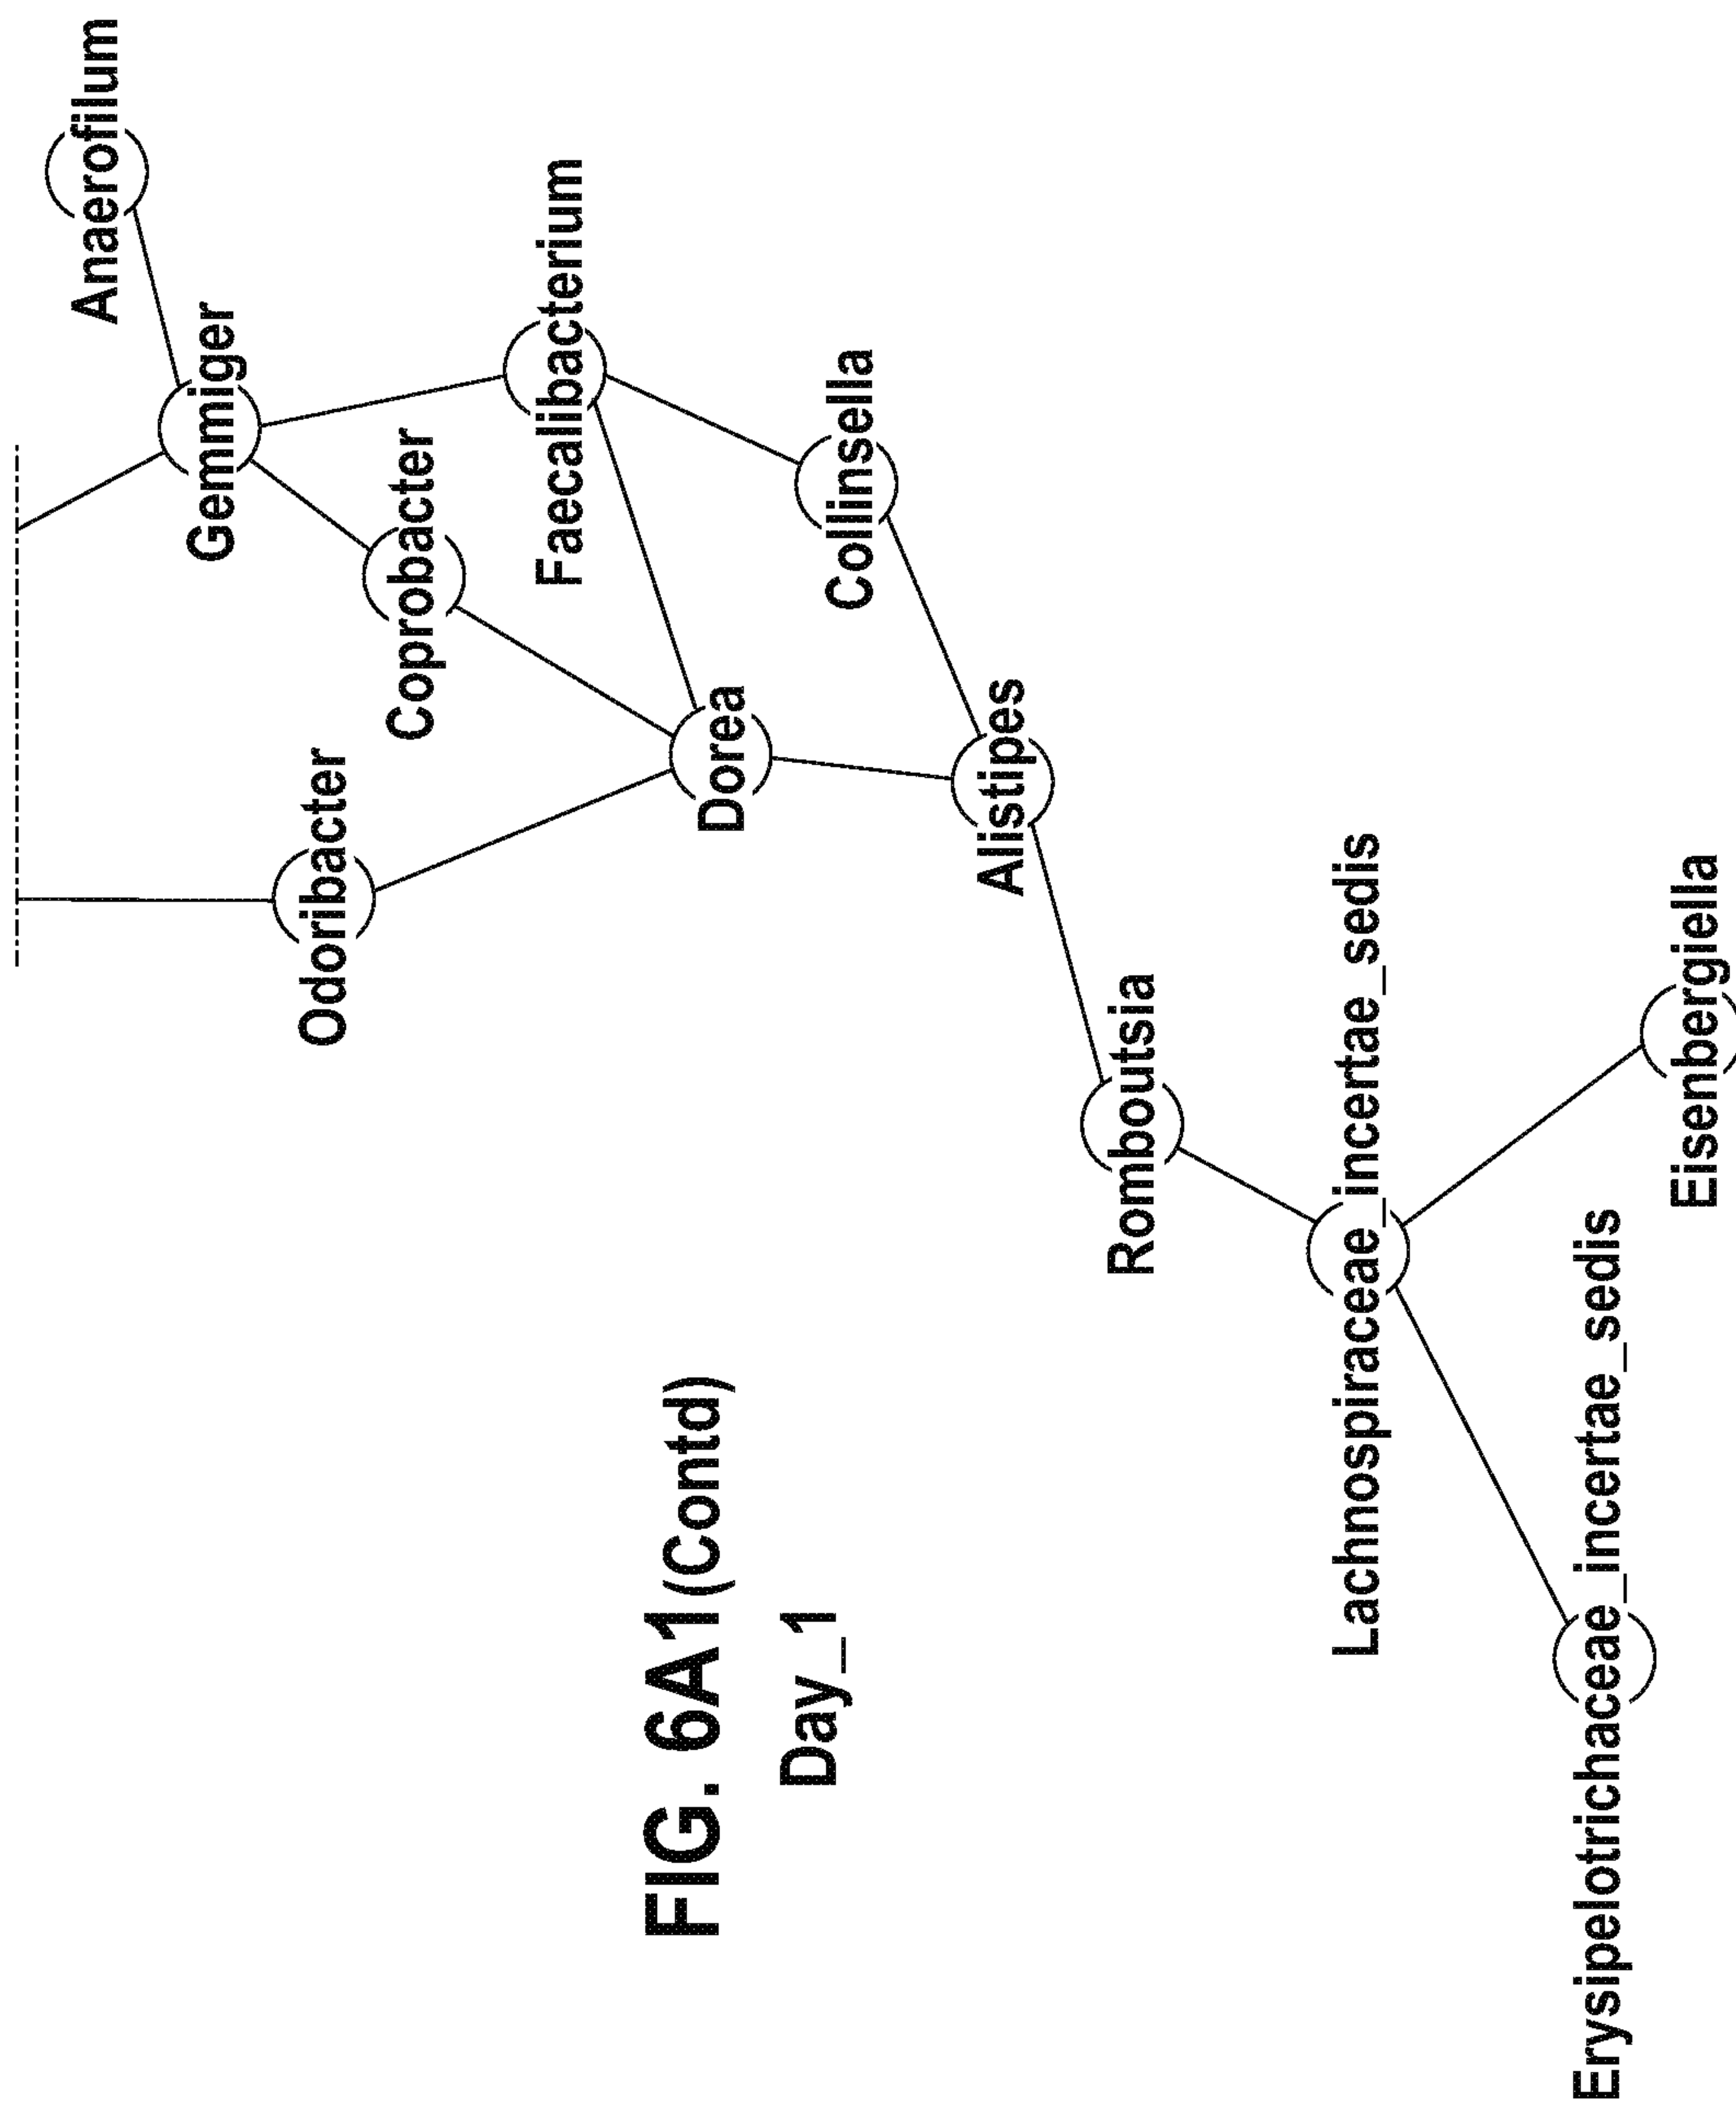 Anaerofilum
Gemmiger
Coprobacter
Faecalibacterium
Odoribacter
Dorea
Collinsella
Alistipes
Romboutsia
Lachnospiraceae_incertae_sedis
Eisenbergiella
Erysipelotrichaceae_incertae_sedis
FIG. 6A1(Contd)
Day_1